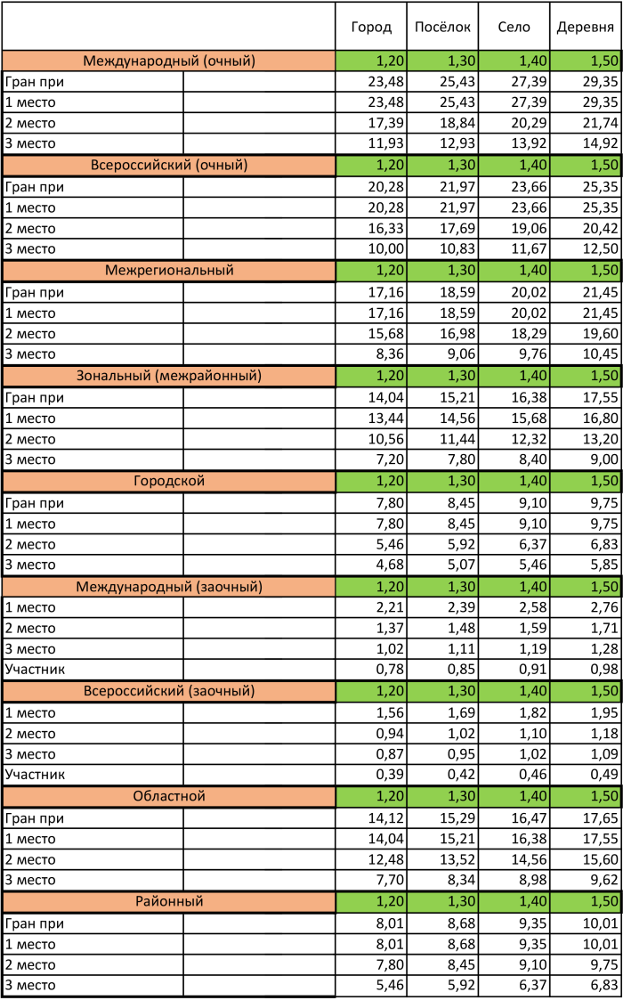 Город Посёлок Село Деревня
Международный (очный) 1,20 1,30 1,40 1,50
Гран при 23,48 25,43 27,39 29,35
1 место 23,48 25,43 27,39 29,35
2 место 17,39 18,84 20,29 21,74
3 место 11,93 12,93 13,92 14,92
Всероссийский (очный) 1,20 1,30 1,40 1,50
Гран при 20,28 21,97 23,66 25,35
1 место 20,28 21,97 23,66 25,35
2 место 16,33 17,69 19,06 20,42
3 место 10,00 10,83 11,67 12,50
Межрегиональный 1,20 1,30 1,40 1,50
Гран при 17,16 18,59 20,02 21,45
1 место 17,16 18,59 20,02 21,45
2 место 15,68 16,98 18,29 19,60
3 место 8,36 9,06 9,76 10,45
Зональный (межрайонный) 1,20 1,30 1,40 1,50
Гран при 14,04 15,21 16,38 17,55
1 место 13,44 14,56 15,68 16,80
2 место 10,56 11,44 12,32 13,20
3 место 7,20 7,80 8,40 9,00
Городской 1,20 1,30 1,40 1,50
Гран при 7,80 8,45 9,10 9,75
1 место 7,80 8,45 9,10 9,75
2 место 5,46 5,92 6,37 6,83
3 место 4,68 5,07 5,46 5,85
Международный (заочный) 1,20 1,30 1,40 1,50
1 место 2,21 2,39 2,58 2,76
2 место 1,37 1,48 1,59 1,71
3 место 1,02 1,11 1,19 1,28
Участник 0,78 0,85 0,91 0,98
Всероссийский (заочный) 1,20 1,30 1,40 1,50
1 место 1,56 1,69 1,82 1,95
2 место 0,94 1,02 1,10 1,18
3 место 0,87 0,95 1,02 1,09
Участник 0,39 0,42 0,46 0,49
Областной 1,20 1,30 1,40 1,50
Гран при 14,12 15,29 16,47 17,65
1 место 14,04 15,21 16,38 17,55
2 место 12,48 13,52 14,56 15,60
3 место 7,70 8,34 8,98 9,62
Районный 1,20 1,30 1,40 1,50
Гран при 8,01 8,68 9,35 10,01
1 место 8,01 8,68 9,35 10,01
2 место 7,80 8,45 9,10 9,75
3 место 5,46 5,92 6,37 6,83